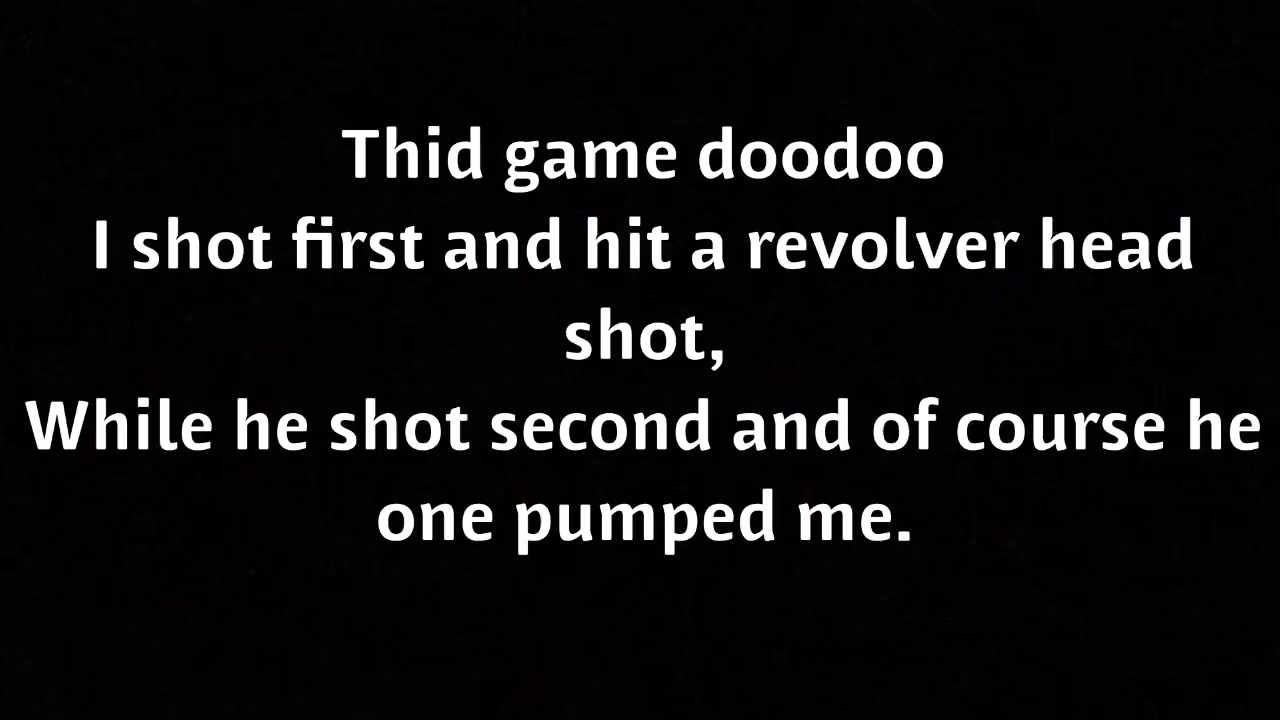 Thid game doodoo
I shot first and hit a revolver head
shot,
While he shot second and of course he
one pumped me.